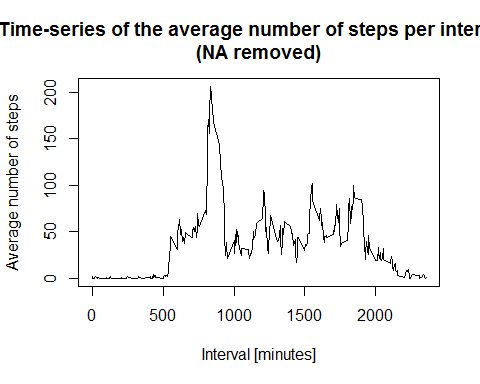 Time-series of the average number of steps per inter
(NA removed)
Average number of steps
200
150
100
50
0
0 500 1000 1500 2000
Interval [minutes]